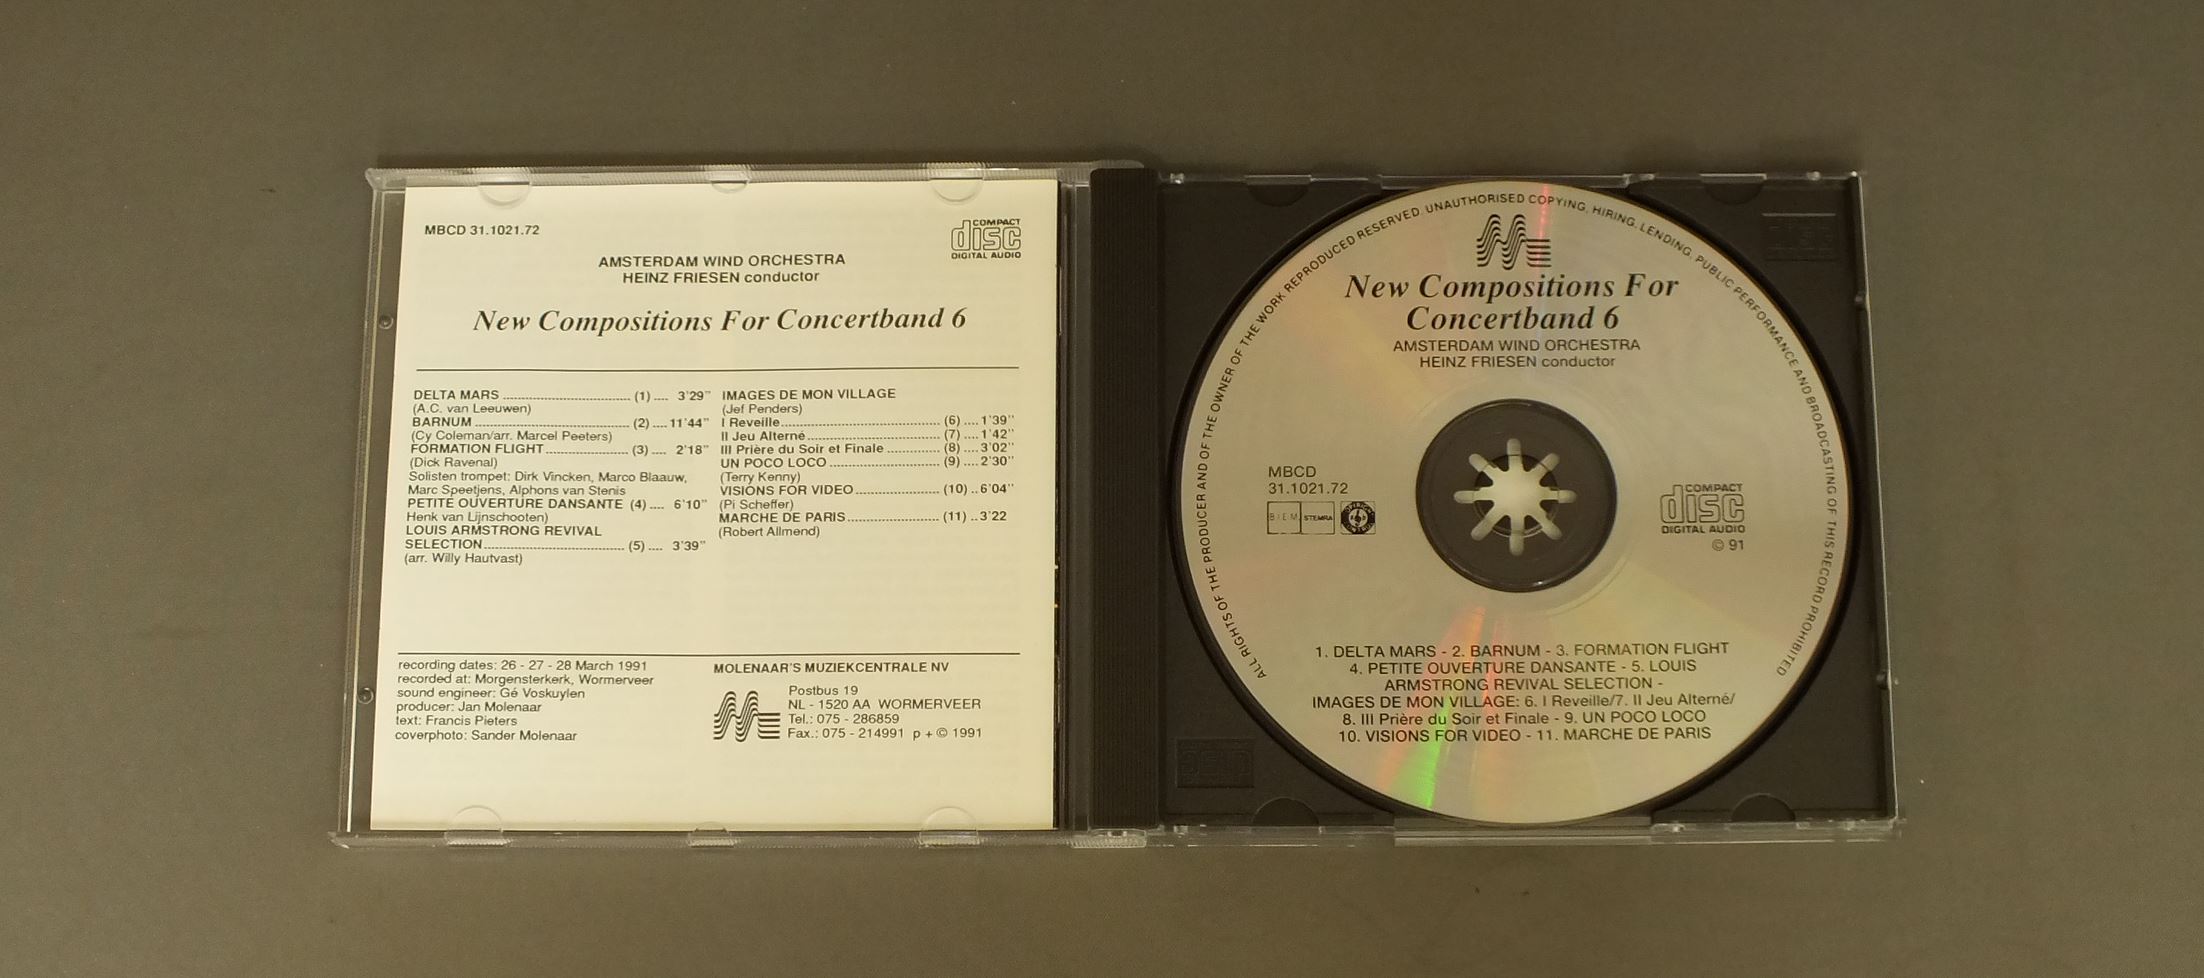 MBCD 31.1021.72
COMPACT
disc
DIGITAL AUDIO
AMSTERDAM WIND ORCHESTRA
HEINZ FRIESEN conductor
New Compositions For Concertband 6
DELTA MARS ................................ (1) .... 3'29"
(A.C. van Leeuwen)
BARNUM ....................................... (2) .... 11'44"
(Cy Coleman/arr. Marcel Peeters)
FORMATION FLIGHT ..................... (3) .... 2'18"
(Dick Ravenal)
Solisten trompet: Dirk Vincken, Marco Blaauw,
Marc Speetjens, Alphons van Stenis
PETITE OUVERTURE DANSANTE (4) .... 6'10"
Henk van Lijnschooten)
LOUIS ARMSTRONG REVIVAL
SELECTION ................................... (5) .... 3'39"
(arr. Willy Hautvast)
IMAGES DE MON VILLAGE
(Jef Penders)
I Reveille ........................................ (6) .... 1'39"
II Jeu Alterné .................................. (7) .... 1'42"
III Prière du Soir et Finale .............. (8) .... 3'02"
UN POCO LOCO ............................ (9) .... 2'30"
(Terry Kenny)
VISIONS FOR VIDEO ...................... (10) .. 6'04"
(Pi Scheffer)
MARCHE DE PARIS ........................ (11) .. 3'22
(Robert Allmend)
recording dates: 26 - 27 - 28 March 1991
recorded at: Morgensterkerk, Wormerveer
sound engineer: Gé Voskuylen
producer: Jan Molenaar
text: Francis Pieters
coverphoto: Sander Molenaar
MOLENAAR'S MUZIEKCENTRALE NV
Postbus 19
NL - 1520 AA WORMERVEER
Tel.: 075 - 286859
Fax.: 075 - 214991 p + © 1991
ALL RIGHTS OF THE PRODUCER AND OF THE OWNER OF THE WORK REPRODUCED RESERVED. UNAUTHORISED COPYING, HIRING, LENDING, PUBLIC PERFORMANCE AND BROADCASTING OF THIS RECORD PROHIBITED
New Compositions For
Concertband 6
AMSTERDAM WIND ORCHESTRA
HEINZ FRIESEN conductor
MBCD
31.1021.72
BIEM STEMRA
COMPACT
disc
DIGITAL AUDIO
© 91
1. DELTA MARS - 2. BARNUM - 3. FORMATION FLIGHT
4. PETITE OUVERTURE DANSANTE - 5. LOUIS
ARMSTRONG REVIVAL SELECTION -
IMAGES DE MON VILLAGE: 6. I Reveille/7. II Jeu Alterné/
8. III Prière du Soir et Finale - 9. UN POCO LOCO
10. VISIONS FOR VIDEO - 11. MARCHE DE PARIS